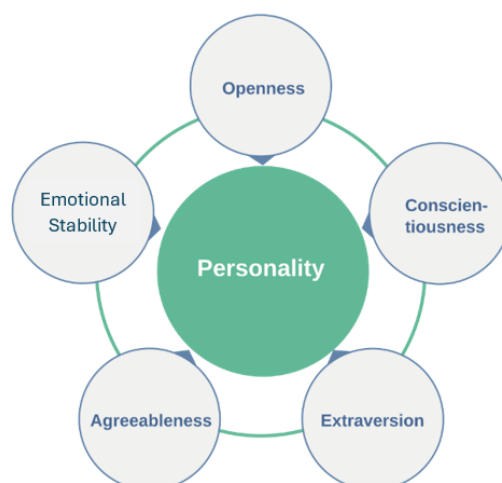 Openness
Emotional
Stability
Conscien-
tiousness
Personality
Agreeableness
Extraversion